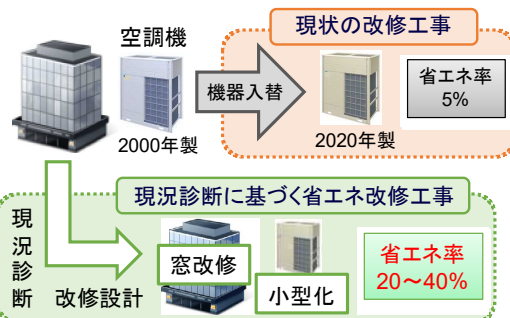 現状の改修工事
空調機
機器入替
省エネ率
5%
2000年製
2020年製
現況診断に基づく省エネ改修工事
現況診断
窓改修
省エネ率
20～40%
改修設計
小型化